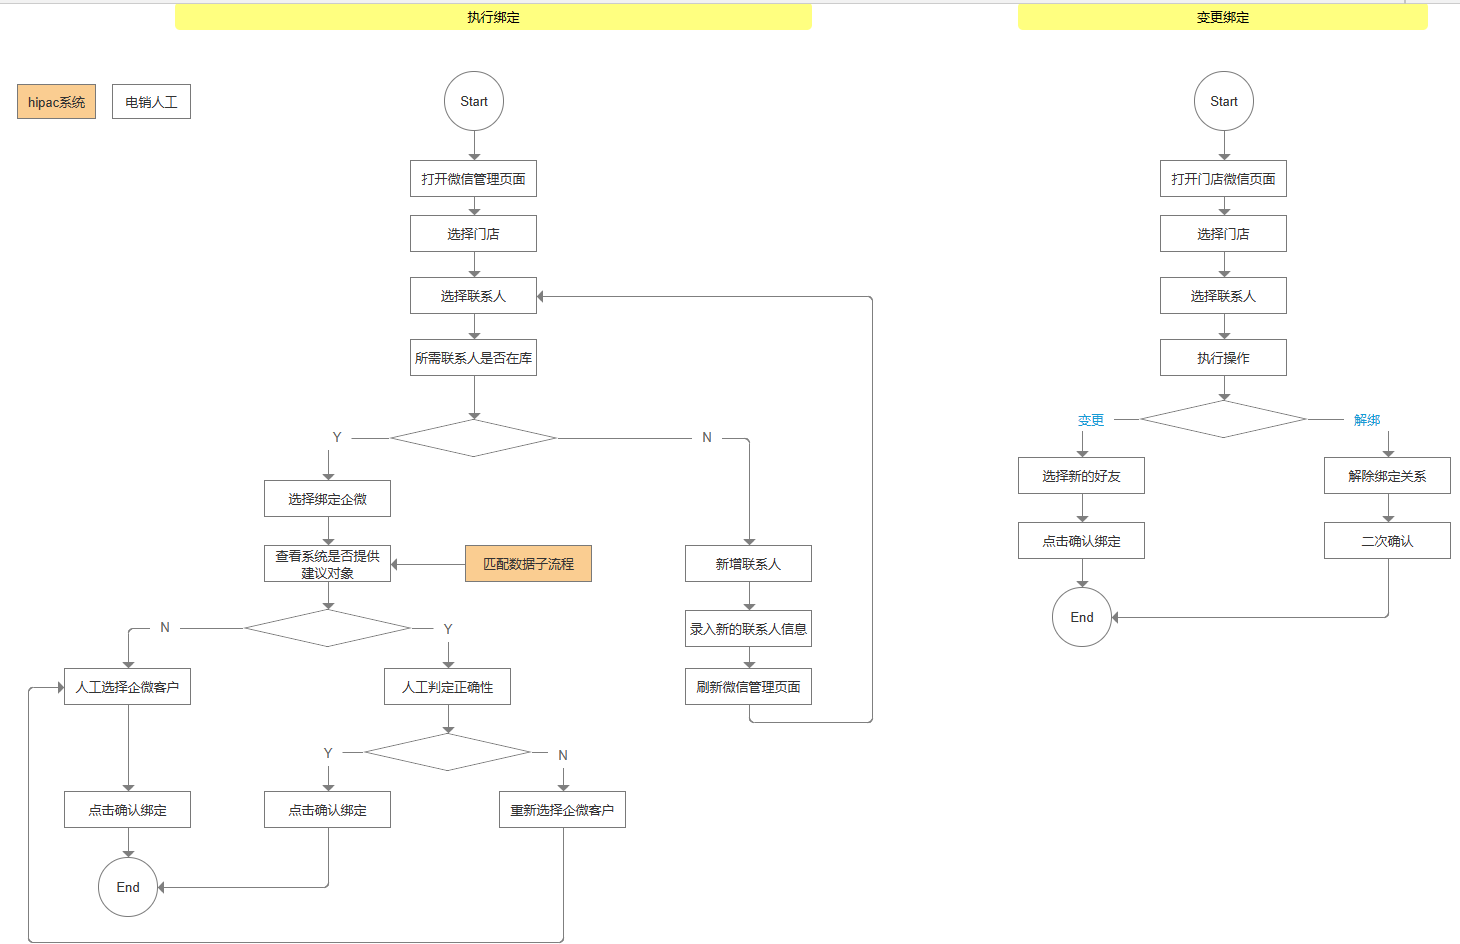 执行绑定
变更绑定
hipac系统
电销人工
Start
打开微信管理页面
选择门店
选择联系人
所需联系人是否在库
Y
N
选择绑定企微
查看系统是否提供
建议对象
匹配数据子流程
新增联系人
录入新的联系人信息
刷新微信管理页面
N
Y
人工选择企微客户
人工判定正确性
Y
N
点击确认绑定
点击确认绑定
重新选择企微客户
End
Start
打开门店微信页面
选择门店
选择联系人
执行操作
变更
解绑
选择新的好友
解除绑定关系
点击确认绑定
二次确认
End